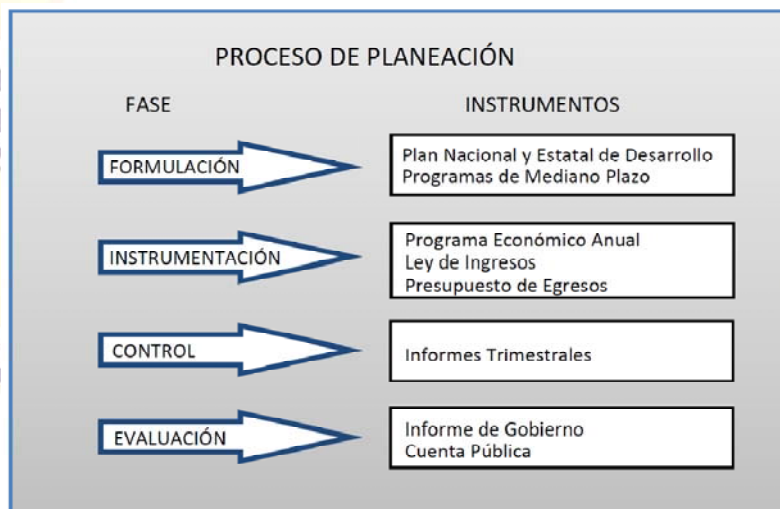 PROCESO DE PLANEACIÓN
FASE INSTRUMENTOS
FORMULACIÓN
Plan Nacional y Estatal de Desarrollo
Programas de Mediano Plazo
INSTRUMENTACIÓN
Programa Económico Anual
Ley de Ingresos
Presupuesto de Egresos
CONTROL
Informes Trimestrales
EVALUACIÓN
Informe de Gobierno
Cuenta Pública